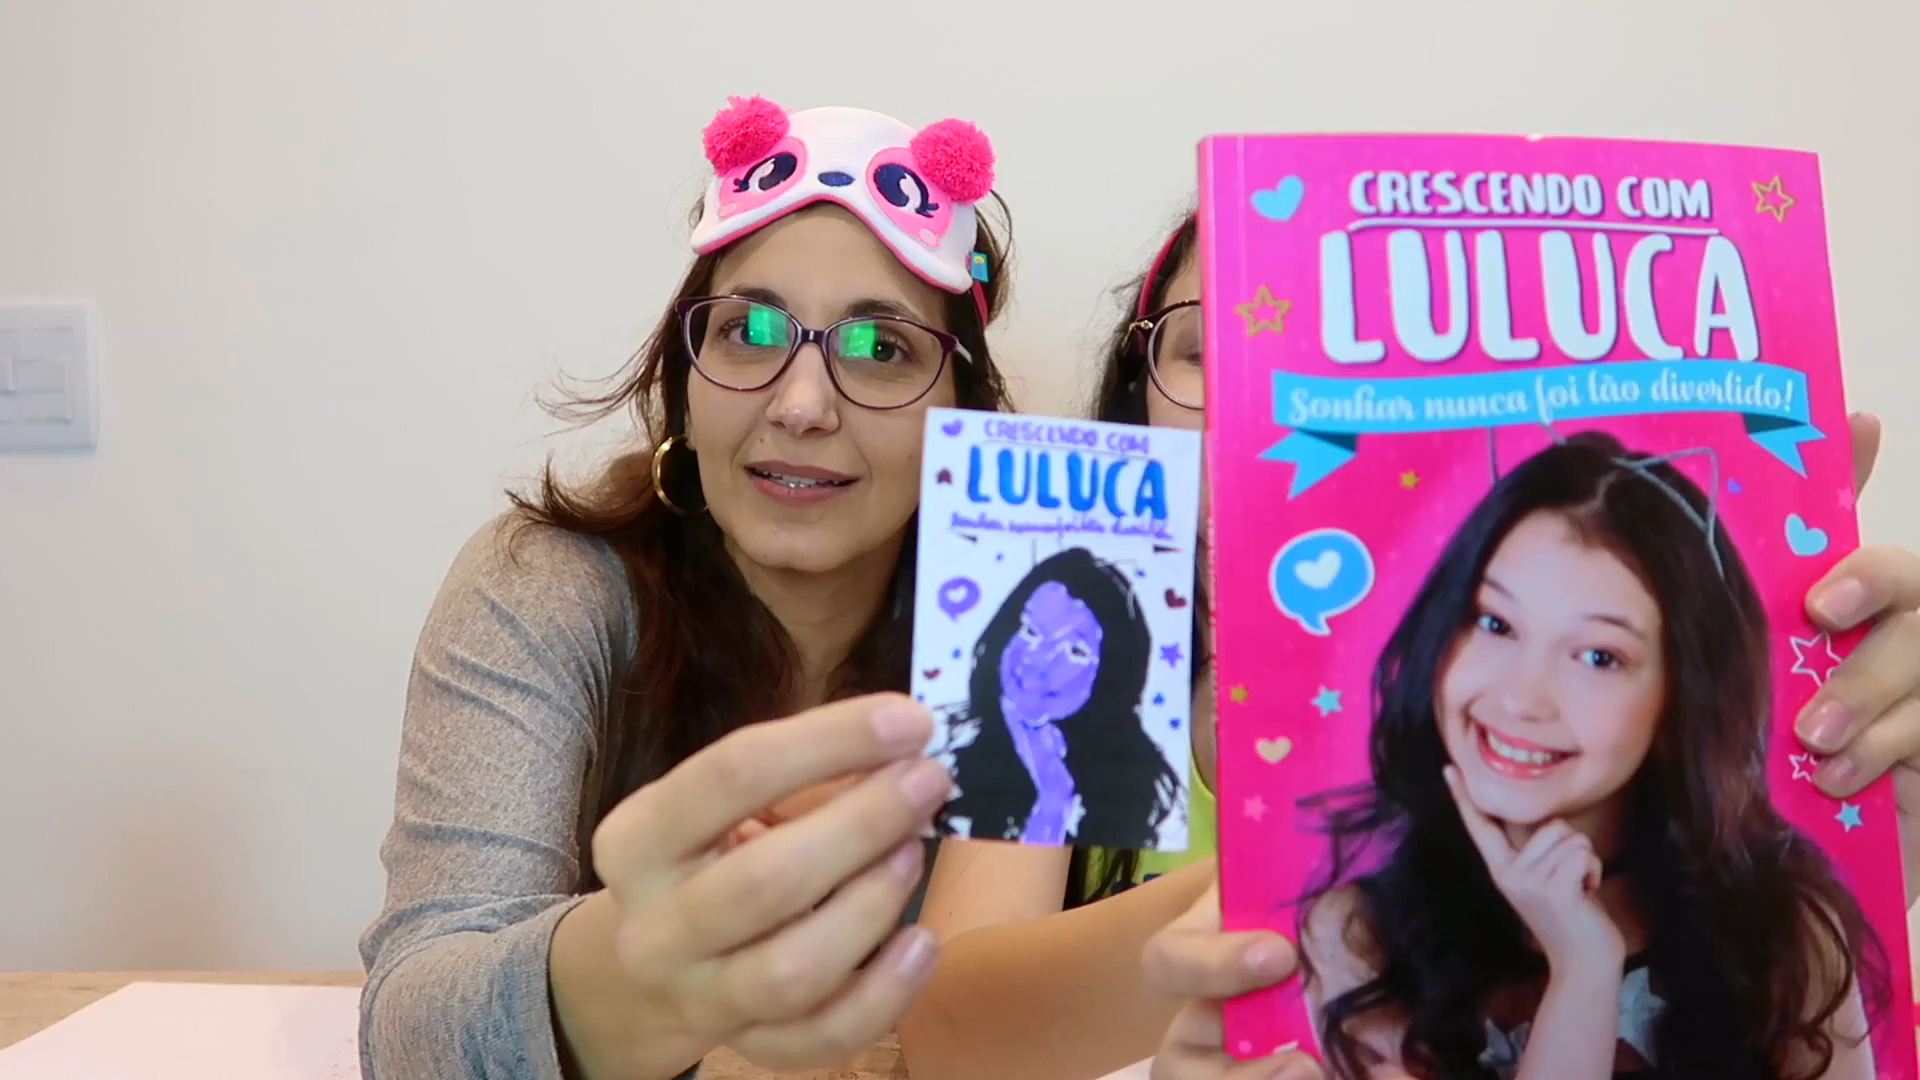 CRESCENDO COM
LULUCA
CRESCENDO COM
LULUCA
Sonhar nunca foi tão divertido!